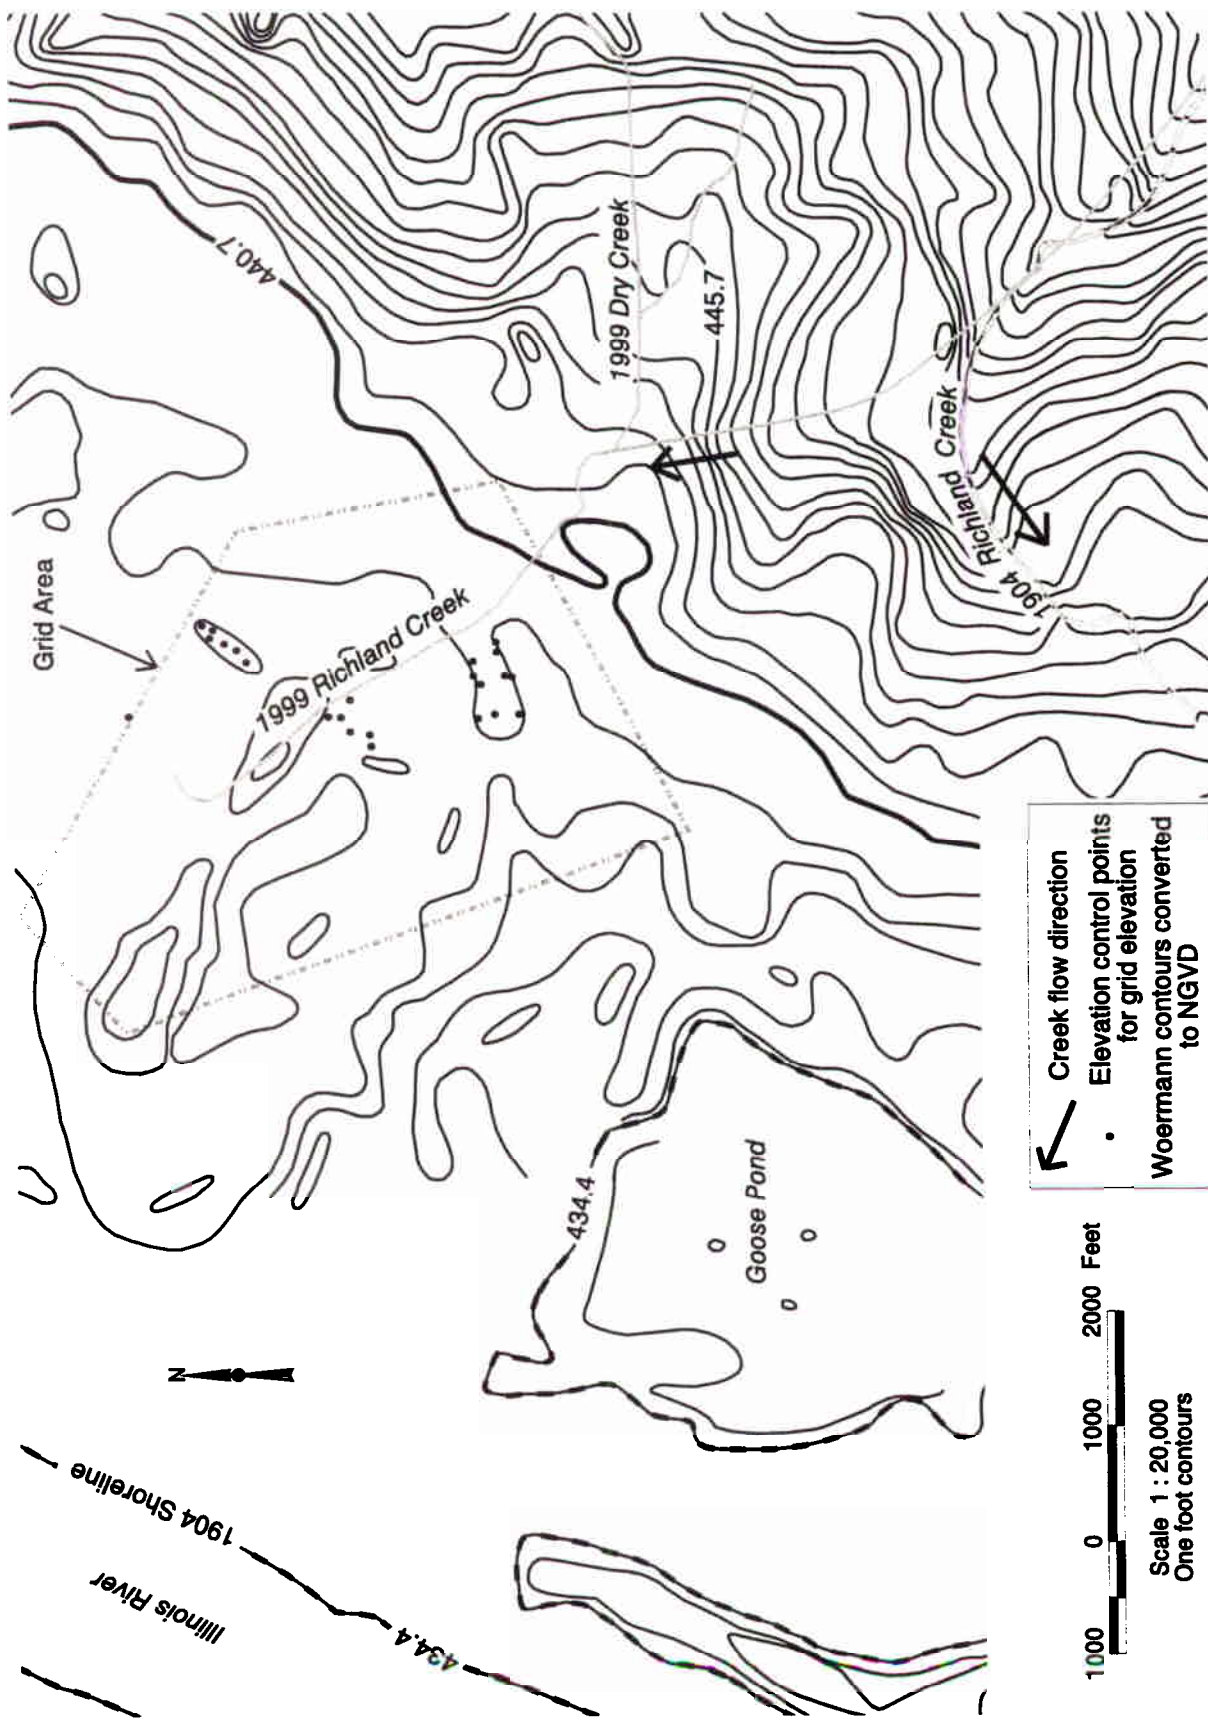 Illinois River
1904 Shoreline
434.4
N
434.4
Goose Pond
Grid Area
1999 Richland Creek
440.7
1999 Dry Creek
445.7
1904 Richland Creek
1000 0 1000 2000 Feet
Scale 1 : 20,000
One foot contours
Creek flow direction
Elevation control points
for grid elevation
Woermann contours converted
to NGVD